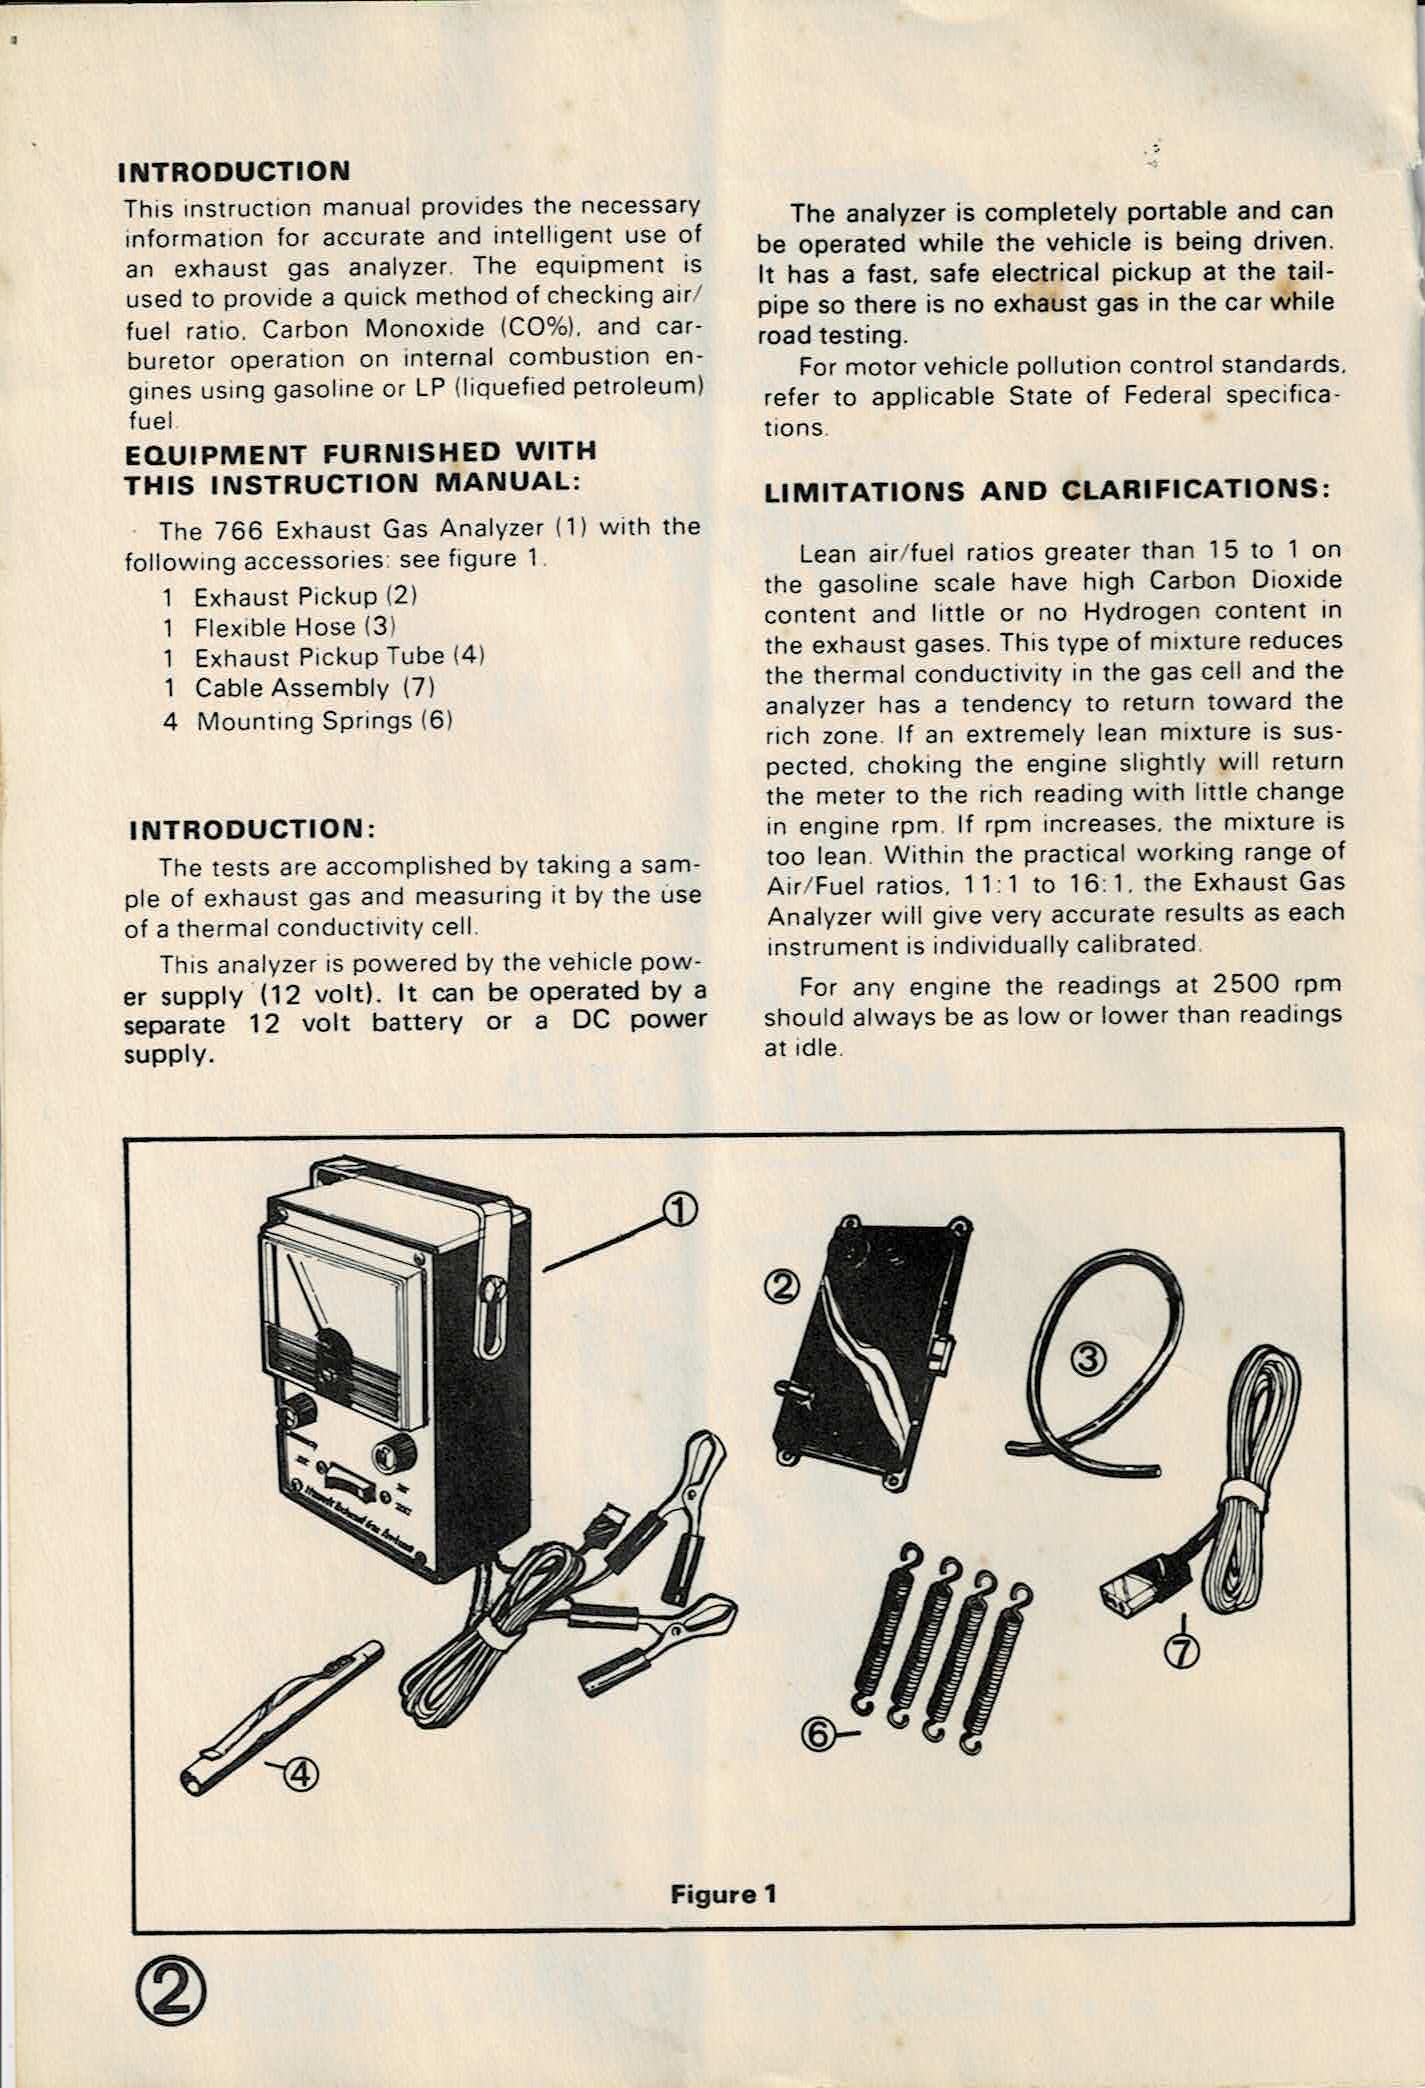 INTRODUCTION
This instruction manual provides the necessary
information for accurate and intelligent use of
an exhaust gas analyzer. The equipment is
used to provide a quick method of checking air/
fuel ratio, Carbon Monoxide (CO%), and car-
buretor operation on internal combustion en-
gines using gasoline or LP (liquefied petroleum)
fuel.
EQUIPMENT FURNISHED WITH
THIS INSTRUCTION MANUAL:
The 766 Exhaust Gas Analyzer (1) with the
following accessories: see figure 1.
1 Exhaust Pickup (2)
1 Flexible Hose (3)
1 Exhaust Pickup Tube (4)
1 Cable Assembly (7)
4 Mounting Springs (6)
INTRODUCTION:
The tests are accomplished by taking a sam-
ple of exhaust gas and measuring it by the use
of a thermal conductivity cell.
This analyzer is powered by the vehicle pow-
er supply (12 volt). It can be operated by a
separate 12 volt battery or a DC power
supply.
The analyzer is completely portable and can
be operated while the vehicle is being driven.
It has a fast, safe electrical pickup at the tail-
pipe so there is no exhaust gas in the car while
road testing.
For motor vehicle pollution control standards,
refer to applicable State of Federal specifica-
tions.
LIMITATIONS AND CLARIFICATIONS:
Lean air/fuel ratios greater than 15 to 1 on
the gasoline scale have high Carbon Dioxide
content and little or no Hydrogen content in
the exhaust gases. This type of mixture reduces
the thermal conductivity in the gas cell and the
analyzer has a tendency to return toward the
rich zone. If an extremely lean mixture is sus-
pected, choking the engine slightly will return
the meter to the rich reading with little change
in engine rpm. If rpm increases, the mixture is
too lean. Within the practical working range of
Air/Fuel ratios, 11:1 to 16:1, the Exhaust Gas
Analyzer will give very accurate results as each
instrument is individually calibrated.
For any engine the readings at 2500 rpm
should always be as low or lower than readings
at idle.
1
2
3
7
6
4
Gas
Figure 1
2